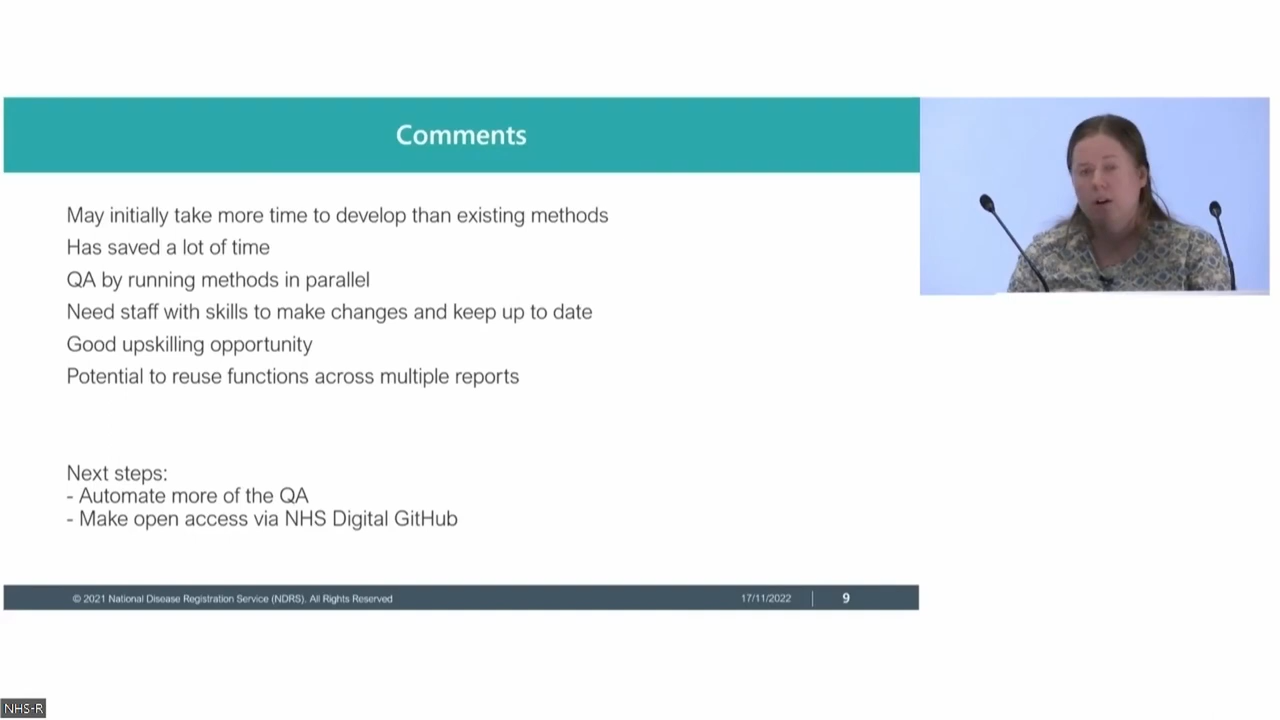 Comments
May initially take more time to develop than existing methods
Has saved a lot of time
QA by running methods in parallel
Need staff with skills to make changes and keep up to date
Good upskilling opportunity
Potential to reuse functions across multiple reports
Next steps:
- Automate more of the QA
- Make open access via NHS Digital GitHub
© 2021 National Disease Registration Service (NDRS). All Rights Reserved
17/11/2022
9
NHS-R